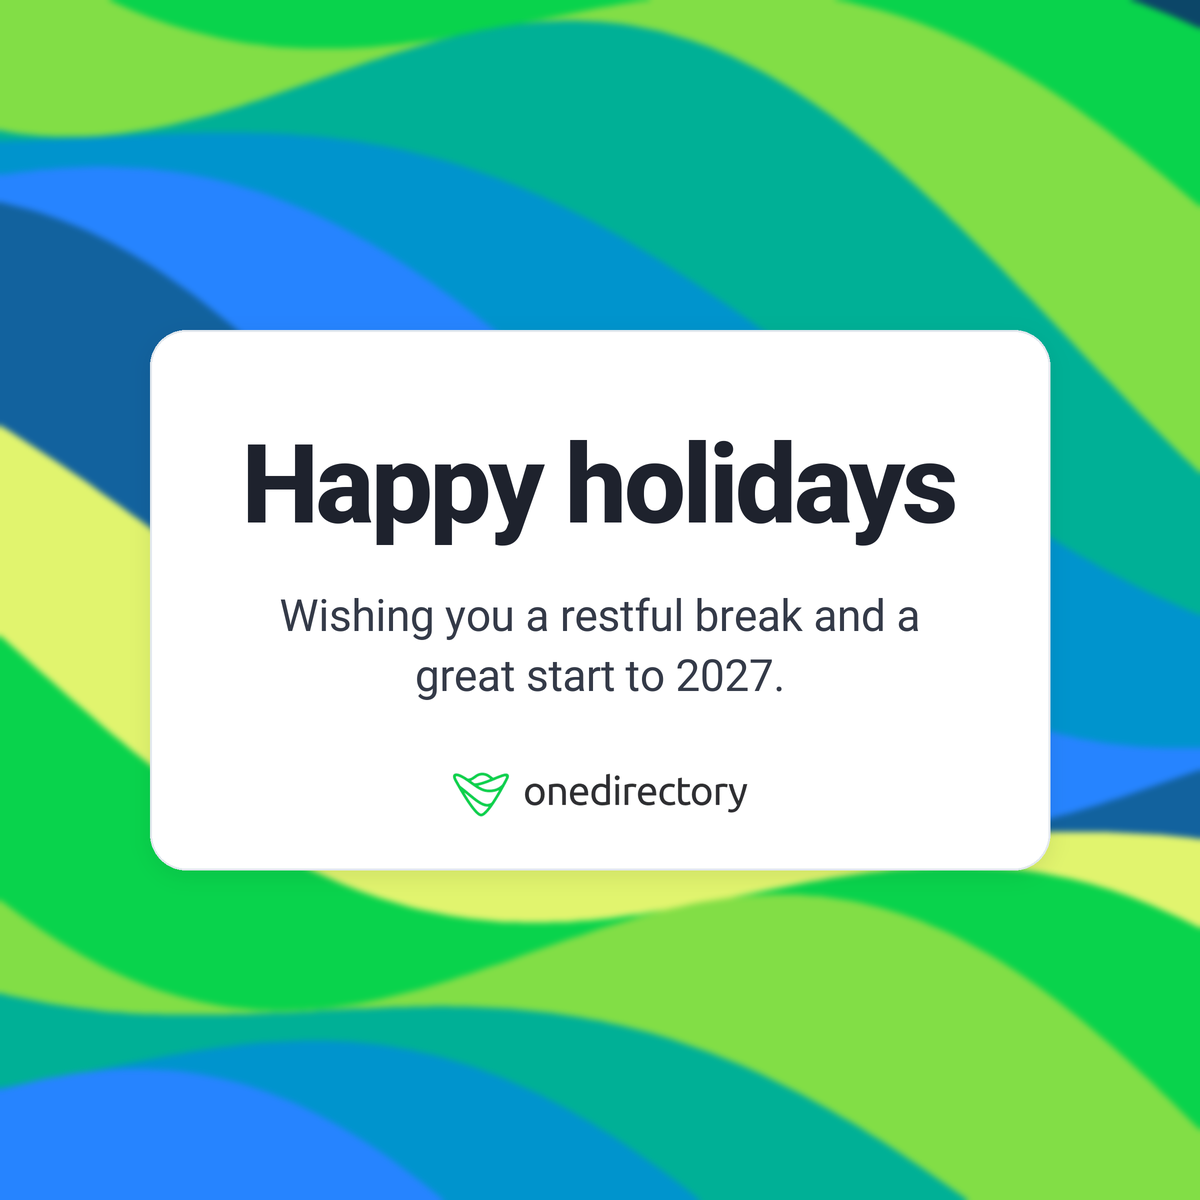 Happy holidays
Wishing you a restful break and a
great start to 2027.
onedirectory